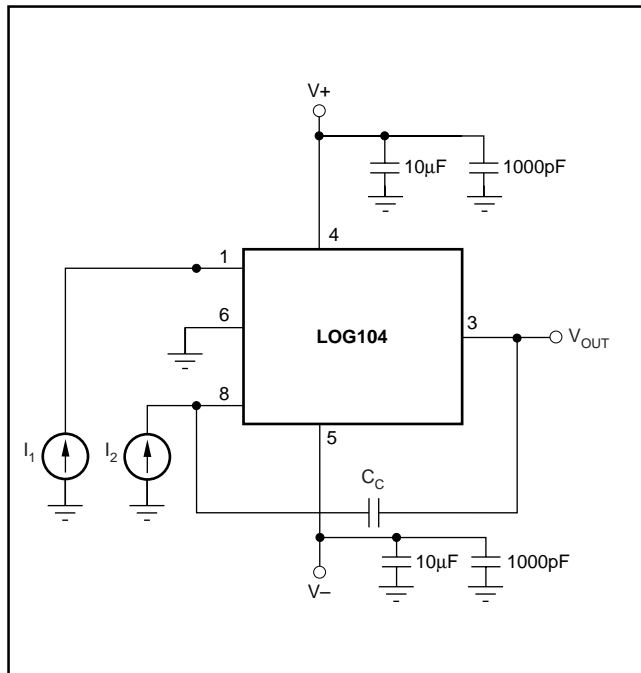 V+
10μF 1000pF
4
1
6
LOG104
3
V_OUT
8
5
I_1
I_2
C_C
10μF 1000pF
V–